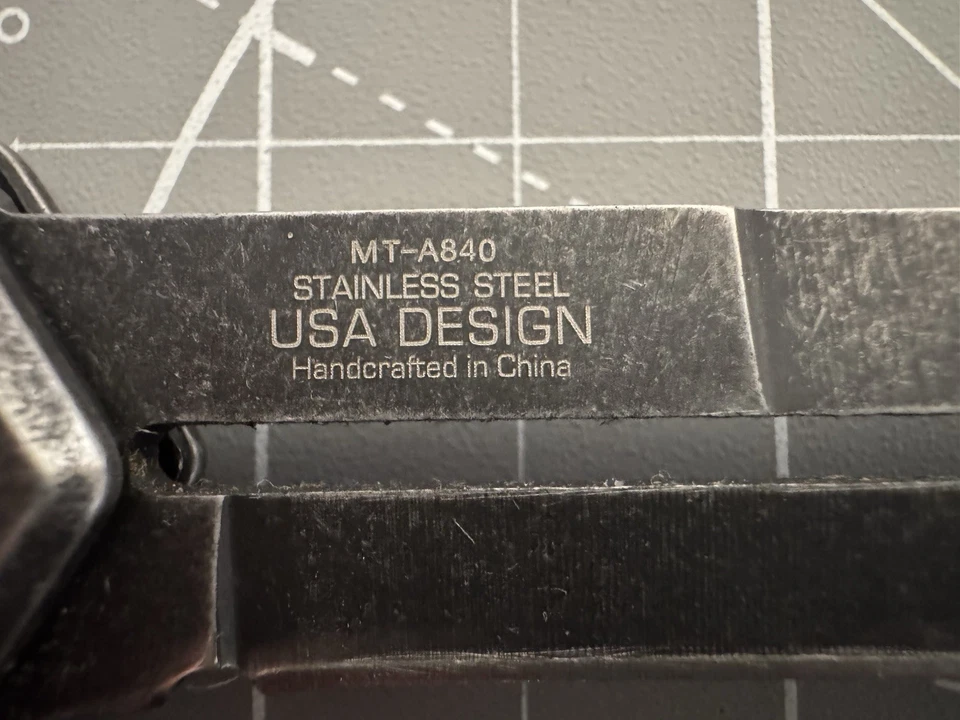 MT-A840
STAINLESS STEEL
USA DESIGN
Handcrafted in China